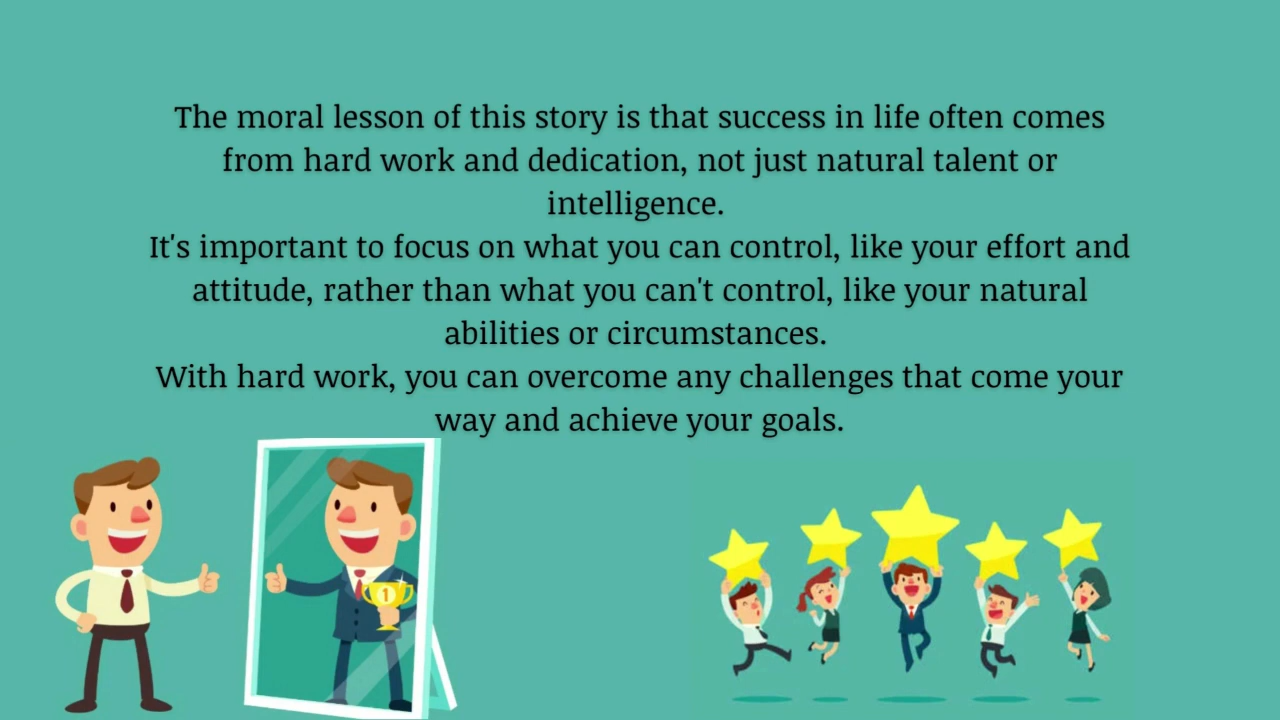 The moral lesson of this story is that success in life often comes
from hard work and dedication, not just natural talent or
intelligence.
It's important to focus on what you can control, like your effort and
attitude, rather than what you can't control, like your natural
abilities or circumstances.
With hard work, you can overcome any challenges that come your
way and achieve your goals.
1